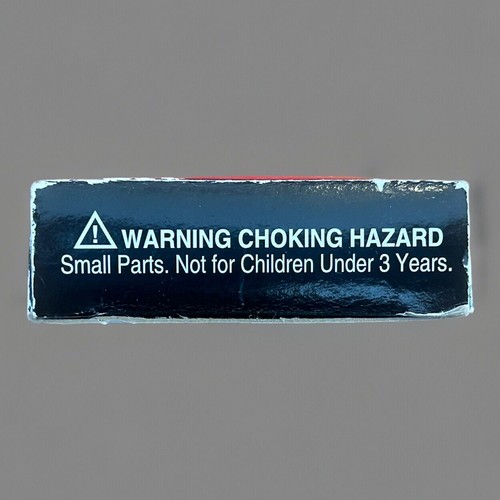 ⚠ WARNING CHOKING HAZARD
Small Parts. Not for Children Under 3 Years.